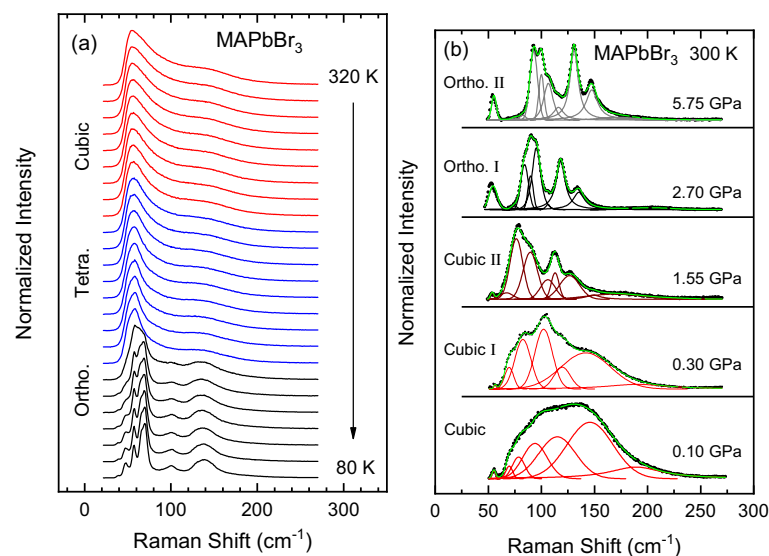 (a)
MAPbBr3
320 K
Cubic
Tetra.
Ortho.
80 K
Normalized Intensity
0
100
200
300
Raman Shift (cm-1)
(b)
MAPbBr3 300 K
Ortho. II
5.75 GPa
Ortho. I
2.70 GPa
Cubic II
1.55 GPa
Cubic I
0.30 GPa
Cubic
0.10 GPa
Normalized Intensity
0
50
100
150
200
250
300
Raman Shift (cm-1)